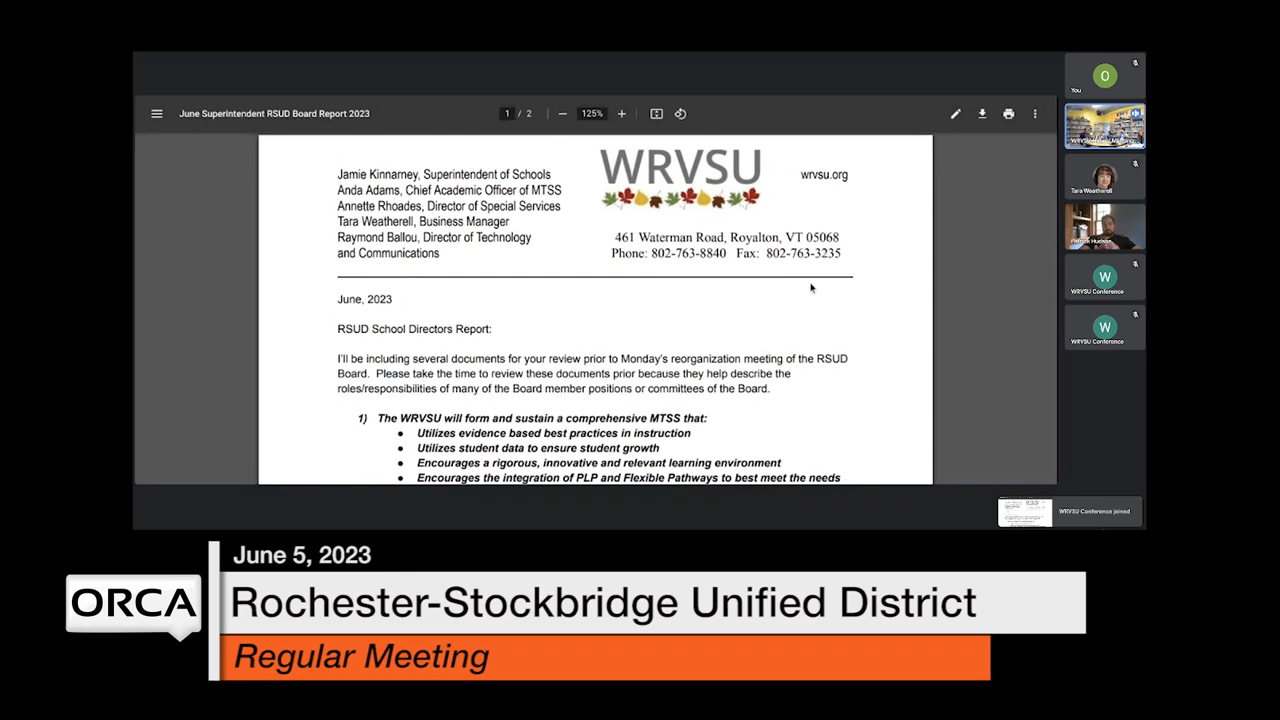 June Superintendent RSUD Board Report 2023
1 / 2
125%
Jamie Kinnarney, Superintendent of Schools
Anda Adams, Chief Academic Officer of MTSS
Annette Rhoades, Director of Special Services
Tara Weatherell, Business Manager
Raymond Ballou, Director of Technology
and Communications
WRVSU
wrvsu.org
461 Waterman Road, Royalton, VT 05068
Phone: 802-763-8840 Fax: 802-763-3235
June, 2023
RSUD School Directors Report:
I'll be including several documents for your review prior to Monday's reorganization meeting of the RSUD
Board. Please take the time to review these documents prior because they help describe the
roles/responsibilities of many of the Board member positions or committees of the Board.
1) The WRVSU will form and sustain a comprehensive MTSS that:
• Utilizes evidence based best practices in instruction
• Utilizes student data to ensure student growth
• Encourages a rigorous, innovative and relevant learning environment
• Encourages the integration of PLP and Flexible Pathways to best meet the needs
O
You
Tara Weatherell
Hudson
W
WRVSU Conference
W
WRVSU Conference
WRVSU Conference joined
June 5, 2023
ORCA
Rochester-Stockbridge Unified District
Regular Meeting